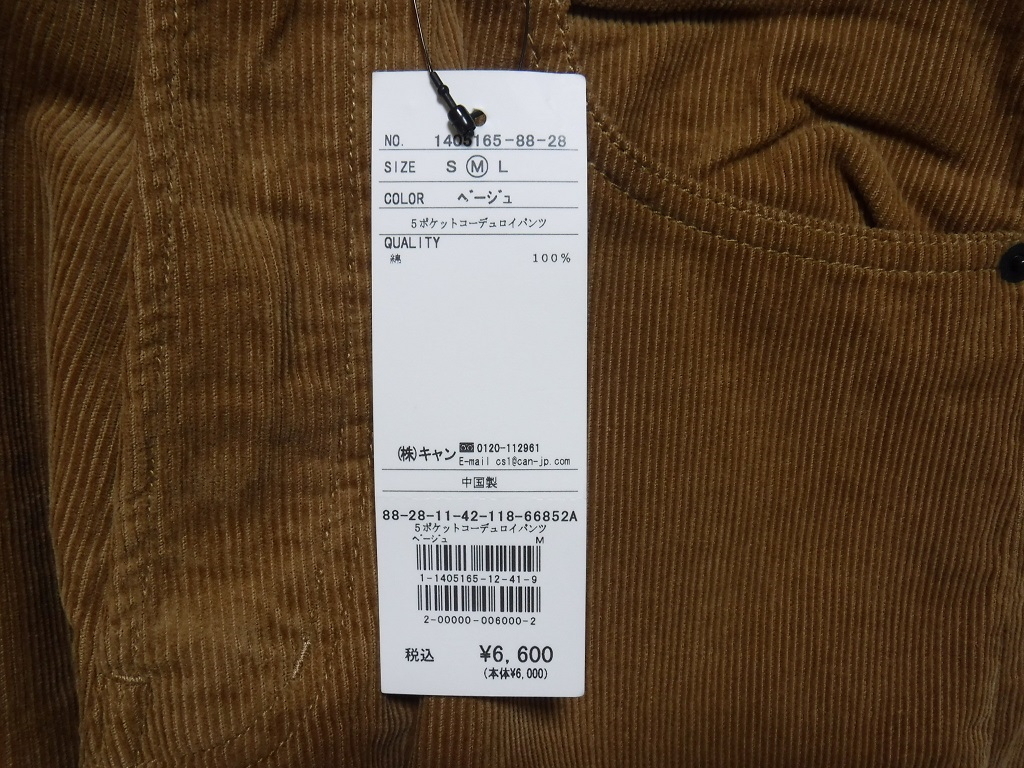 NO. 1405165-88-28
SIZE S M L
COLOR ベージュ
5ポケットコーデュロイパンツ
QUALITY
綿 100%
(株)キャン 0120-112961
E-mail cs1@can-jp.com
中国製
88-28-11-42-118-66852A
5ポケットコーデュロイパンツ
ベージュ M
1-1405165-12-41-9
2-00000-006000-2
税込 ¥6,600
(本体¥6,000)